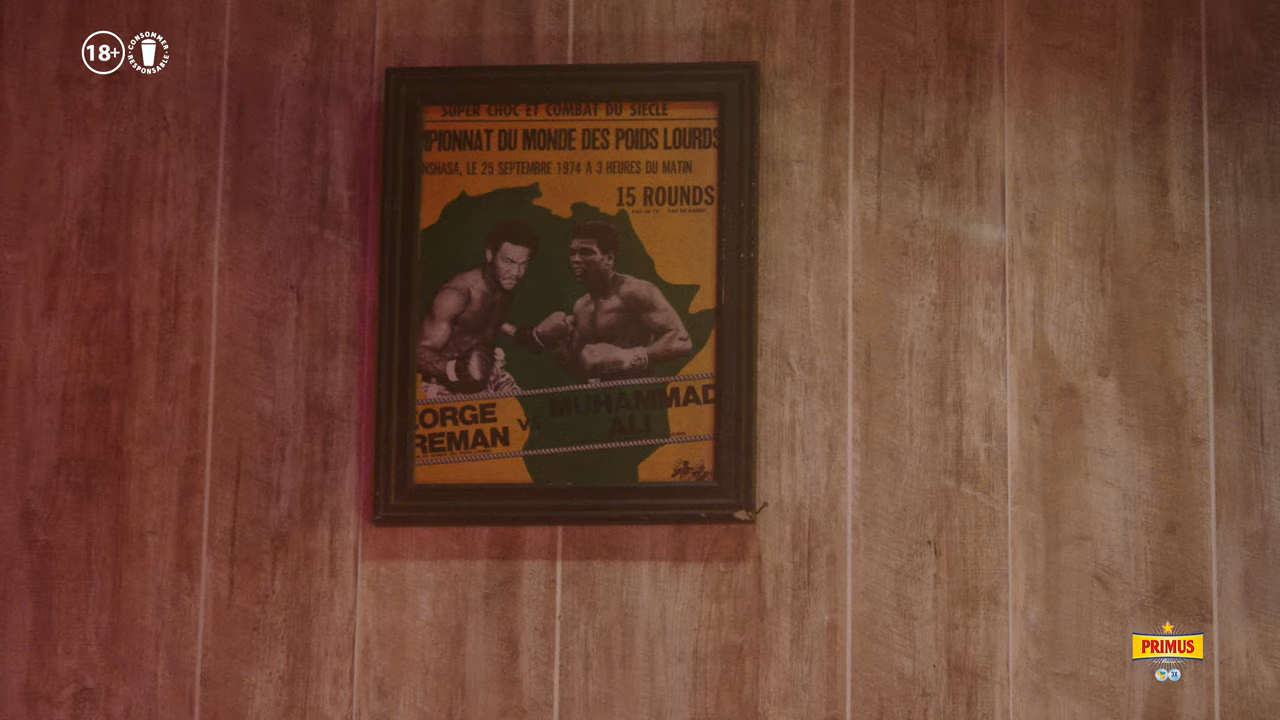 18+
CONSOMMER RESPONSABLE
SUPER CHOC ET COMBAT DU SIECLE
MPIONNAT DU MONDE DES POIDS LOURDS
NSHASA, LE 25 SEPTEMBRE 1974 A 3 HEURES DU MATIN
15 ROUNDS
EORGE
REMAN
VS
MUHAMMAD
ALI
PRIMUS